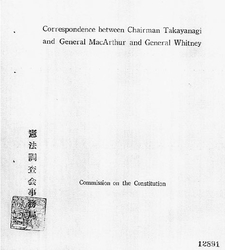 Correspondence between Chairman Takayanagi
and General MacArthur and General Whitney
憲法調査会事務局
Commission on the Constitution
12591